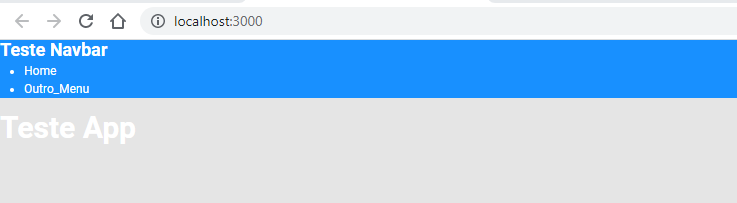 localhost:3000
Teste Navbar
Home
Outro_Menu
Teste App